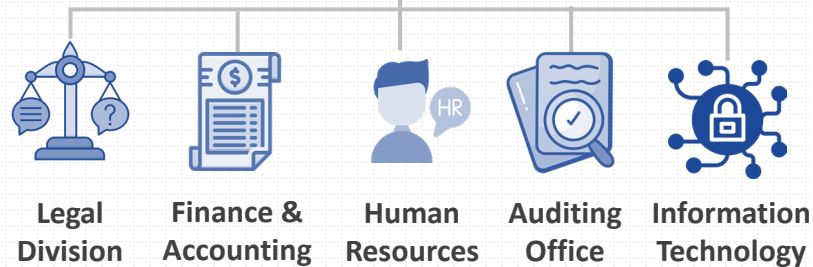 $
?
HR
Legal
Division
Finance &
Accounting
Human
Resources
Auditing
Office
Information
Technology